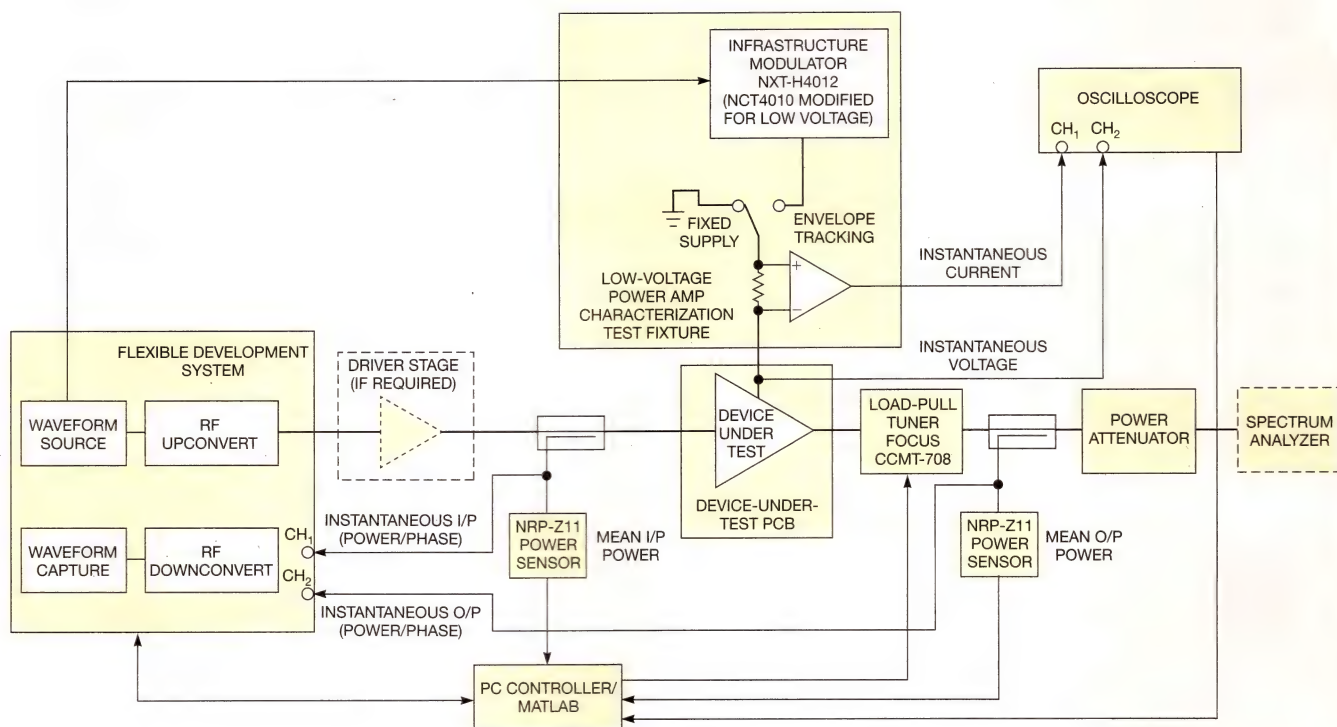 INFRASTRUCTURE
MODULATOR
NXT-H4012
(NCT4010 MODIFIED
FOR LOW VOLTAGE)
OSCILLOSCOPE
CH1 CH2
FIXED
SUPPLY
ENVELOPE
TRACKING
+
−
LOW-VOLTAGE
POWER AMP
CHARACTERIZATION
TEST FIXTURE
INSTANTANEOUS
CURRENT
INSTANTANEOUS
VOLTAGE
FLEXIBLE DEVELOPMENT
SYSTEM
WAVEFORM
SOURCE
RF
UPCONVERT
DRIVER STAGE
(IF REQUIRED)
DEVICE
UNDER
TEST
DEVICE-UNDER-
TEST PCB
LOAD-PULL
TUNER
FOCUS
CCMT-708
POWER
ATTENUATOR
SPECTRUM
ANALYZER
WAVEFORM
CAPTURE
RF
DOWNCONVERT
CH1
CH2
INSTANTANEOUS I/P
(POWER/PHASE)
INSTANTANEOUS O/P
(POWER/PHASE)
NRP-Z11
POWER
SENSOR
MEAN I/P
POWER
NRP-Z11
POWER
SENSOR
MEAN O/P
POWER
PC CONTROLLER/
MATLAB